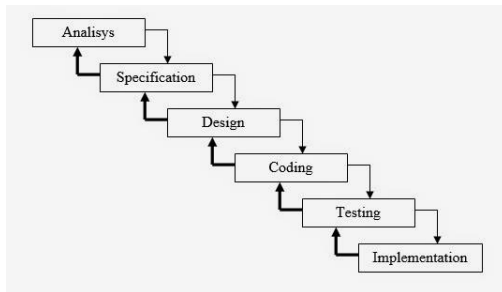 Analisys
Specification
Design
Coding
Testing
Implementation